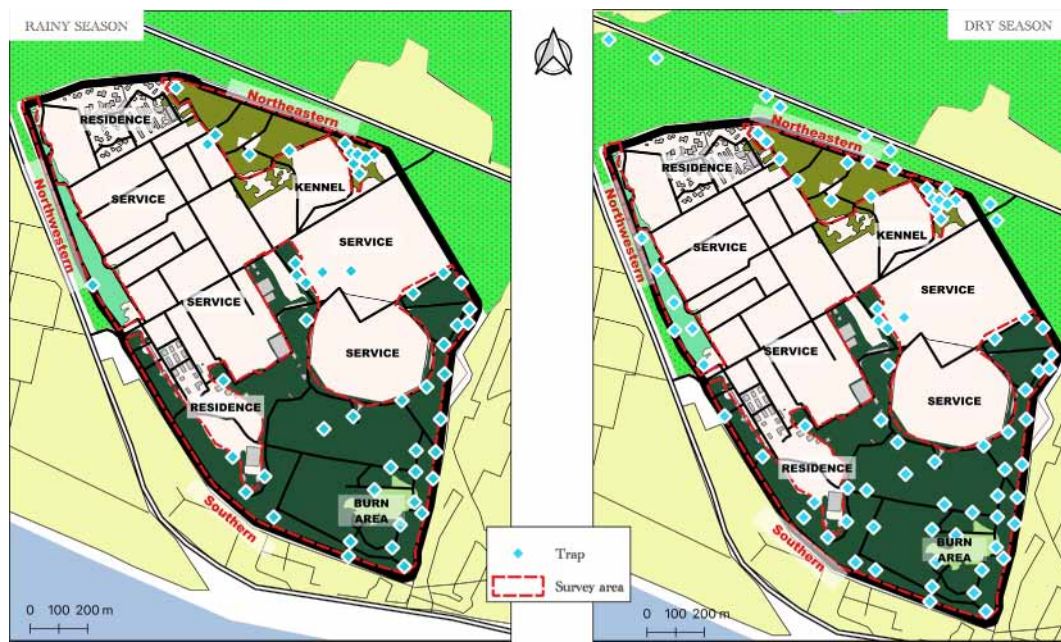 RAINY SEASON
Northeastern
RESIDENCE
Northwestern
SERVICE
KENNEL
SERVICE
SERVICE
SERVICE
RESIDENCE
BURN
AREA
Southern
0 100 200 m
Trap
Survey area
DRY SEASON
Northeastern
RESIDENCE
Northwestern
SERVICE
KENNEL
SERVICE
SERVICE
SERVICE
RESIDENCE
BURN
AREA
Southern
0 100 200 m